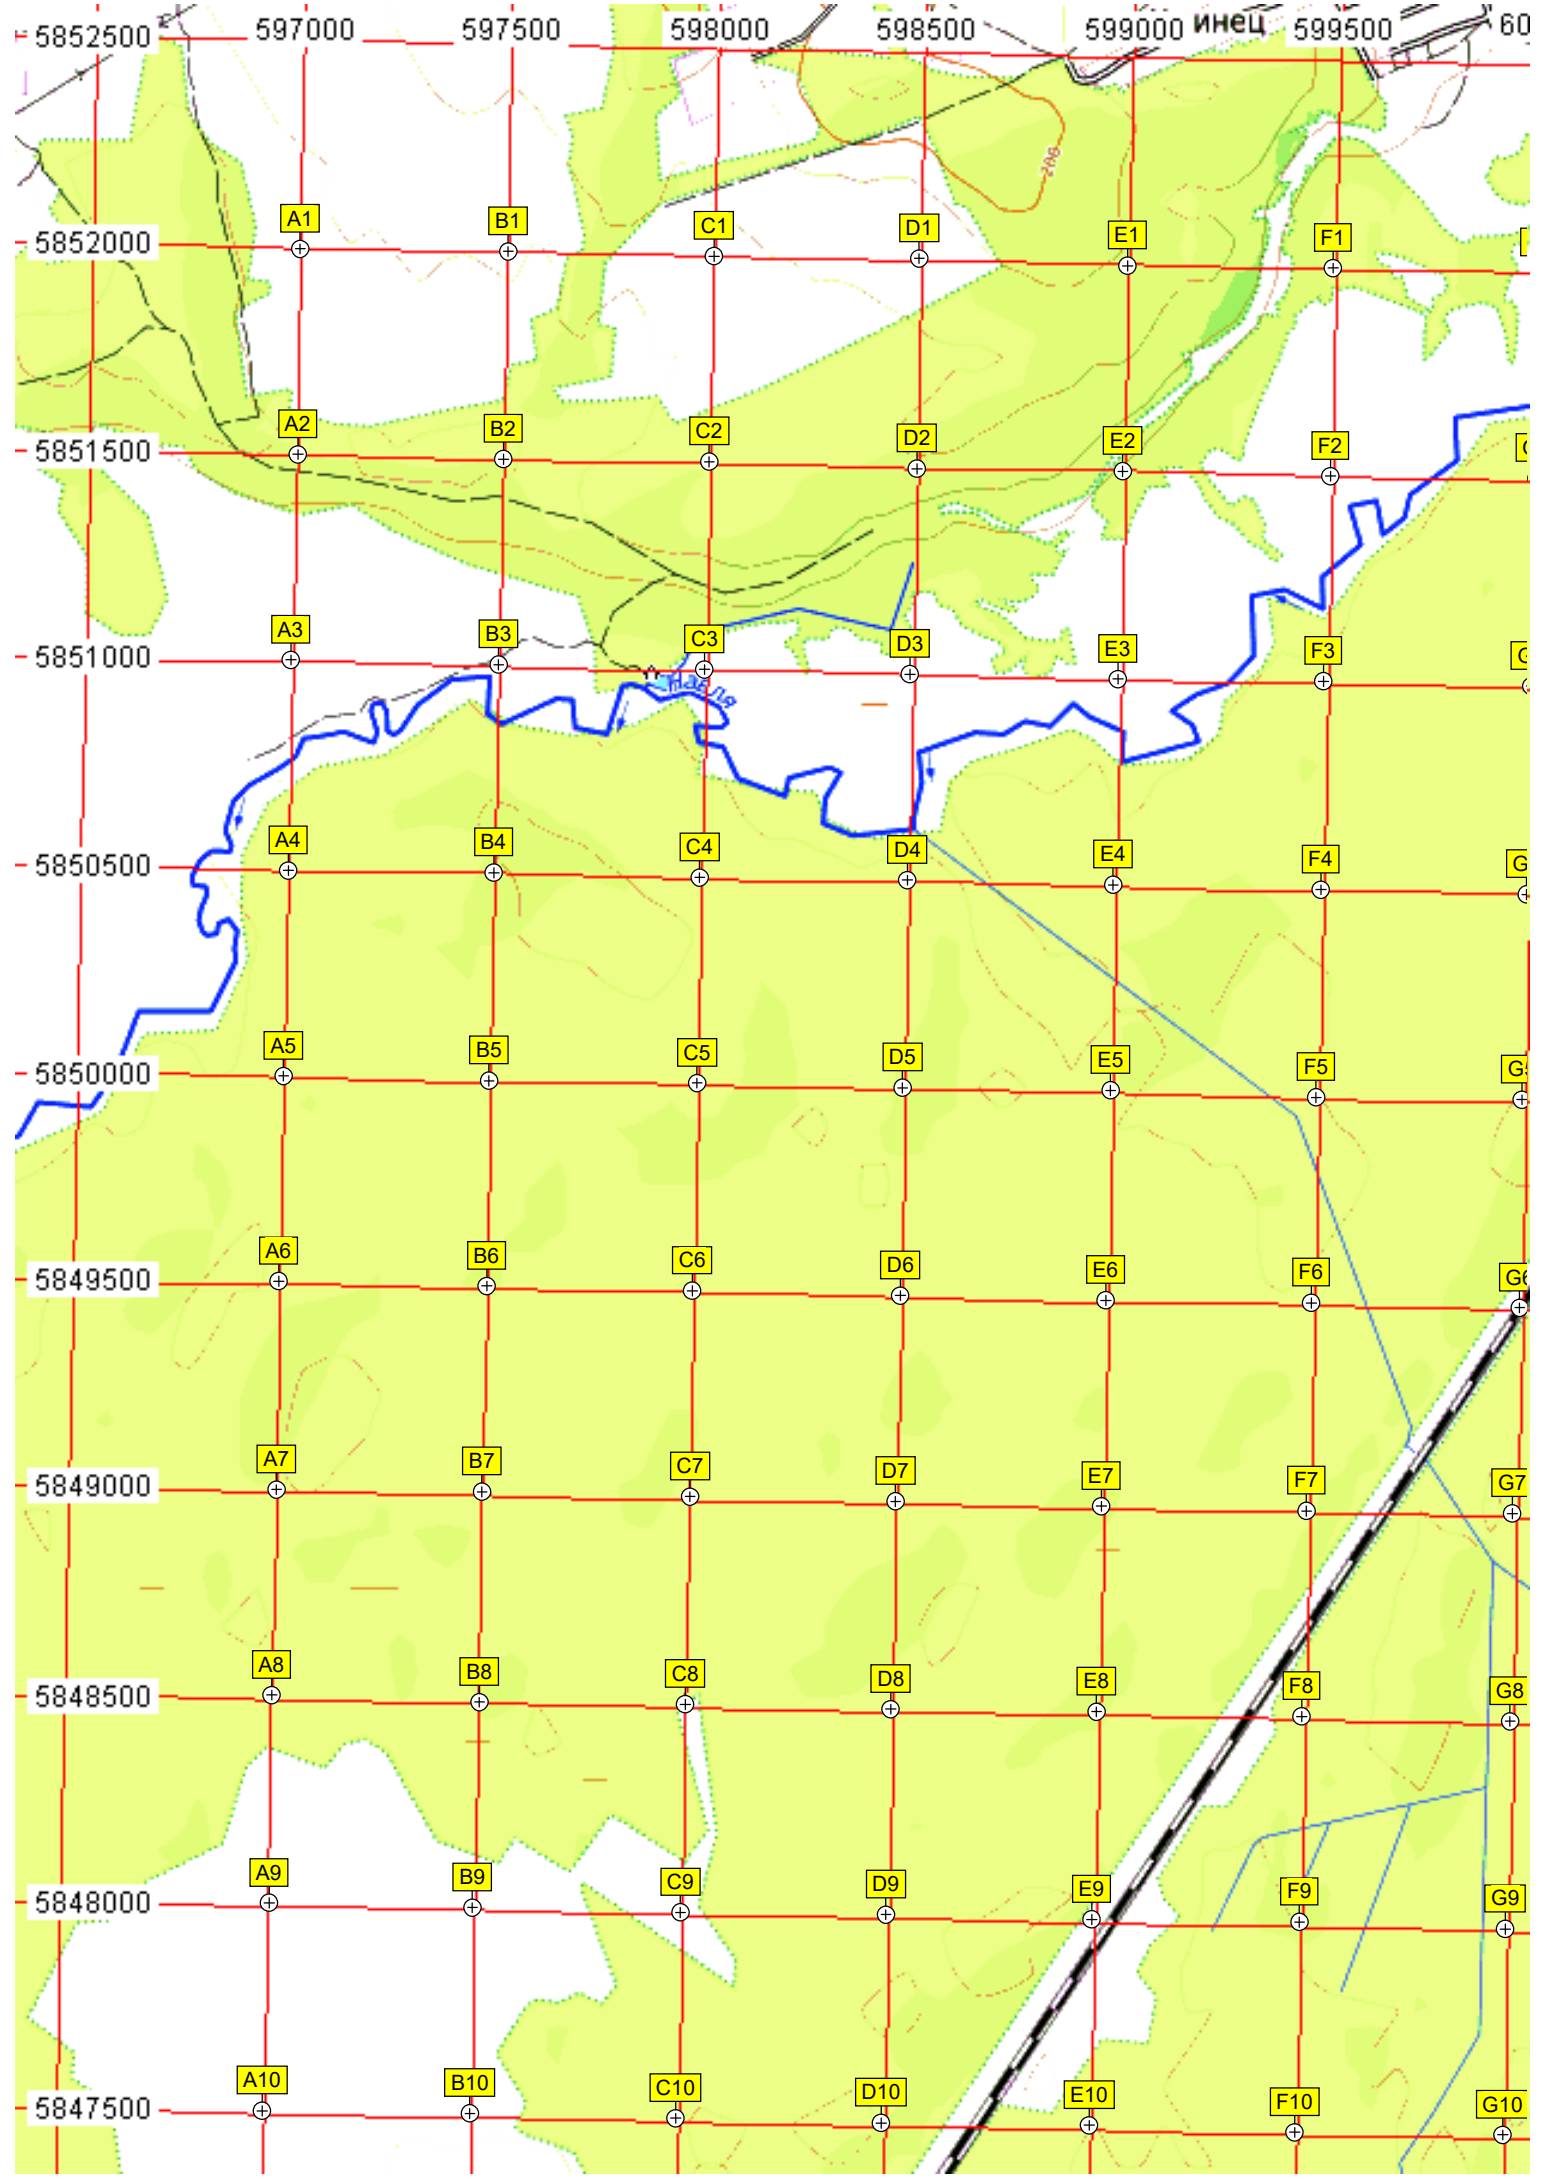 5852500 597000 597500 598000 598500 599000 инец 599500 60
200
A1 B1 C1 D1 E1 F1
5852000
A2 B2 C2 D2 E2 F2
5851500
A3 B3 C3 D3 E3 F3 G
5851000
Навля
A4 B4 C4 D4 E4 F4 G
5850500
A5 B5 C5 D5 E5 F5 G5
5850000
A6 B6 C6 D6 E6 F6 G6
5849500
A7 B7 C7 D7 E7 F7 G7
5849000
A8 B8 C8 D8 E8 F8 G8
5848500
A9 B9 C9 D9 E9 F9 G9
5848000
A10 B10 C10 D10 E10 F10 G10
5847500